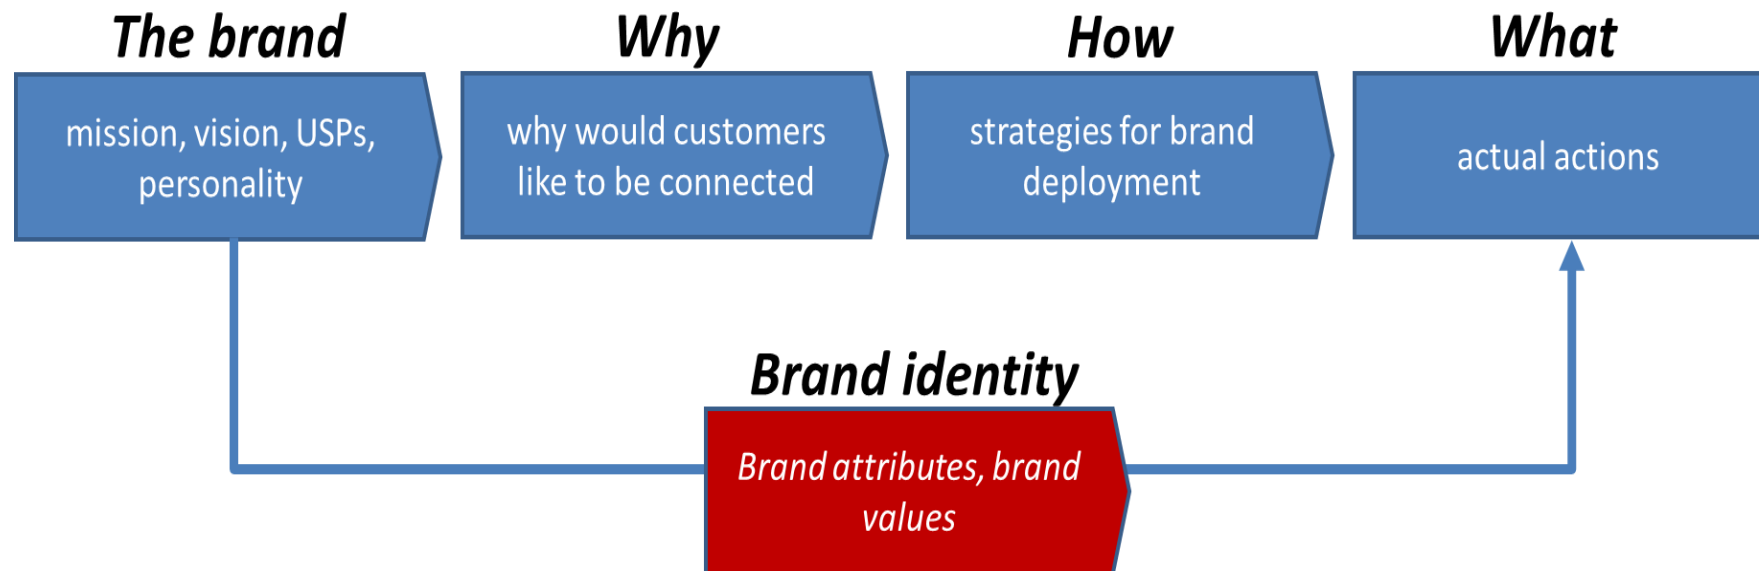 The brand
Why
How
What
mission, vision, USPs,
personality
why would customers
like to be connected
strategies for brand
deployment
actual actions
Brand identity
Brand attributes, brand
values